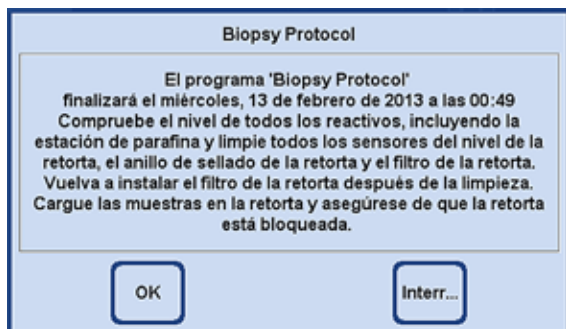 Biopsy Protocol
El programa 'Biopsy Protocol'
finalizará el miércoles, 13 de febrero de 2013 a las 00:49
Compruebe el nivel de todos los reactivos, incluyendo la
estación de parafina y limpie todos los sensores del nivel de la
retorta, el anillo de sellado de la retorta y el filtro de la retorta.
Vuelva a instalar el filtro de la retorta después de la limpieza.
Cargue las muestras en la retorta y asegúrese de que la retorta
está bloqueada.
OK
Interr...